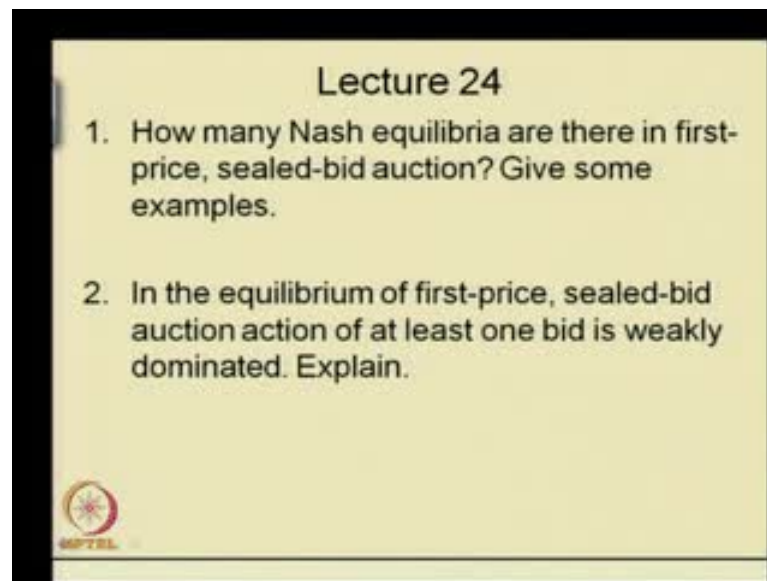 Lecture 24
1. How many Nash equilibria are there in first-
price, sealed-bid auction? Give some
examples.
2. In the equilibrium of first-price, sealed-bid
auction action of at least one bid is weakly
dominated. Explain.
NPTEL